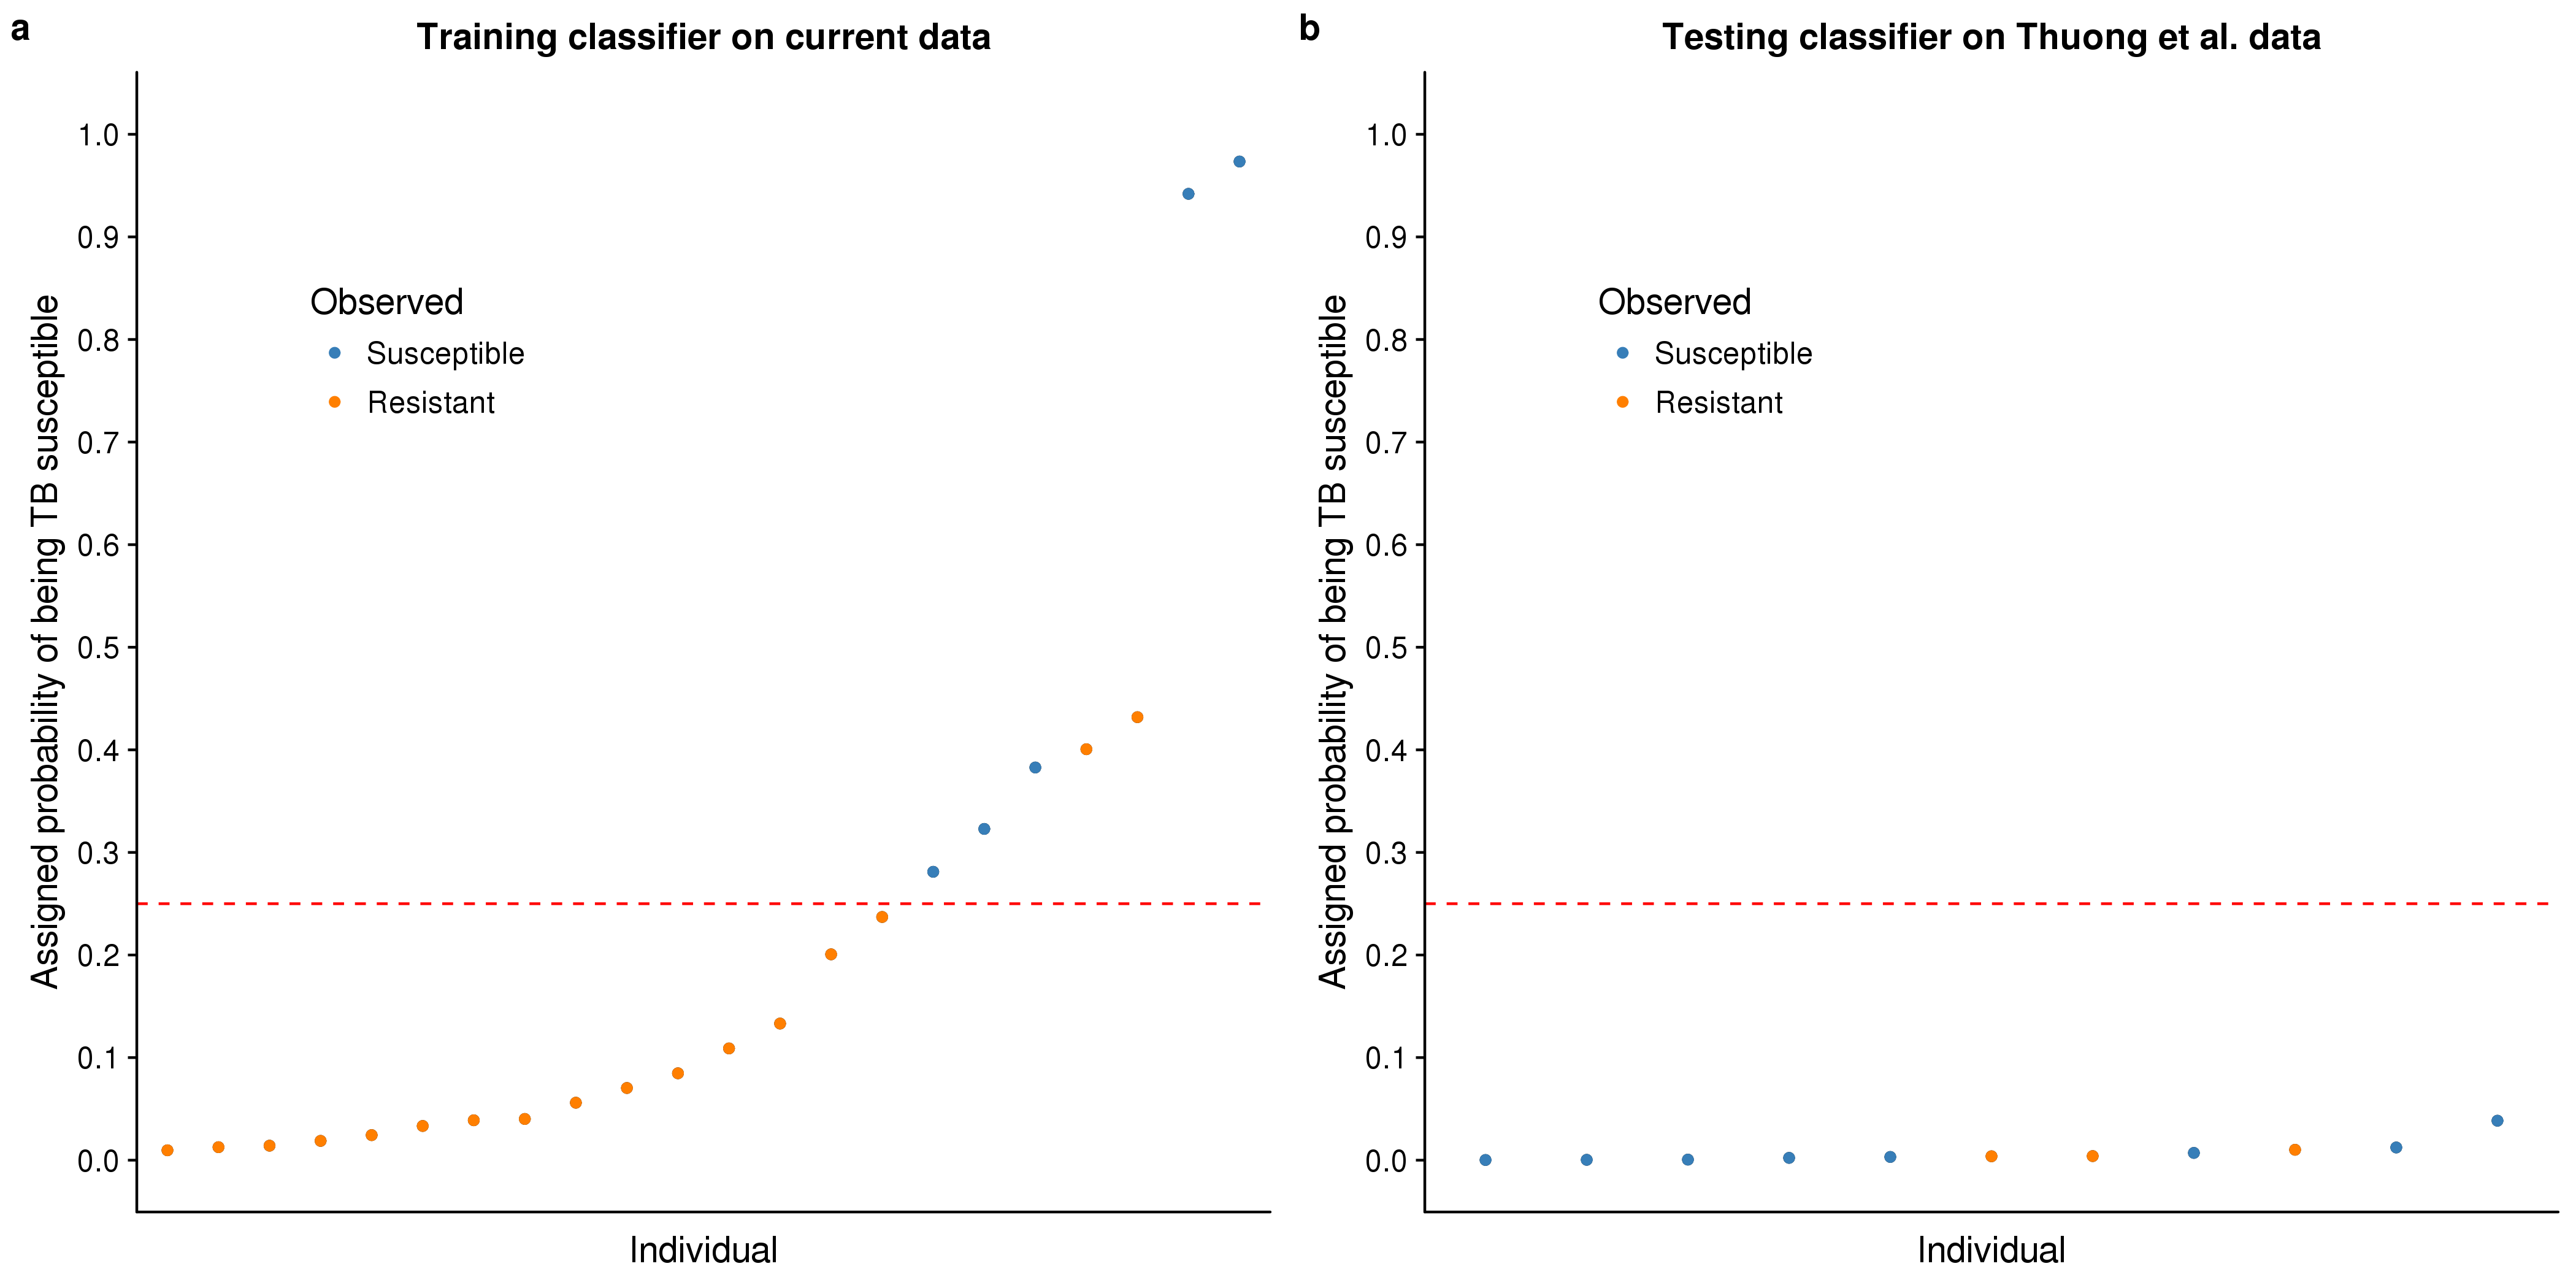 a
Training classifier on current data
Assigned probability of being TB susceptible
1.0
0.9
0.8
0.7
0.6
0.5
0.4
0.3
0.2
0.1
0.0
Observed
Susceptible
Resistant
Individual
b
Testing classifier on Thuong et al. data
Assigned probability of being TB susceptible
1.0
0.9
0.8
0.7
0.6
0.5
0.4
0.3
0.2
0.1
0.0
Observed
Susceptible
Resistant
Individual